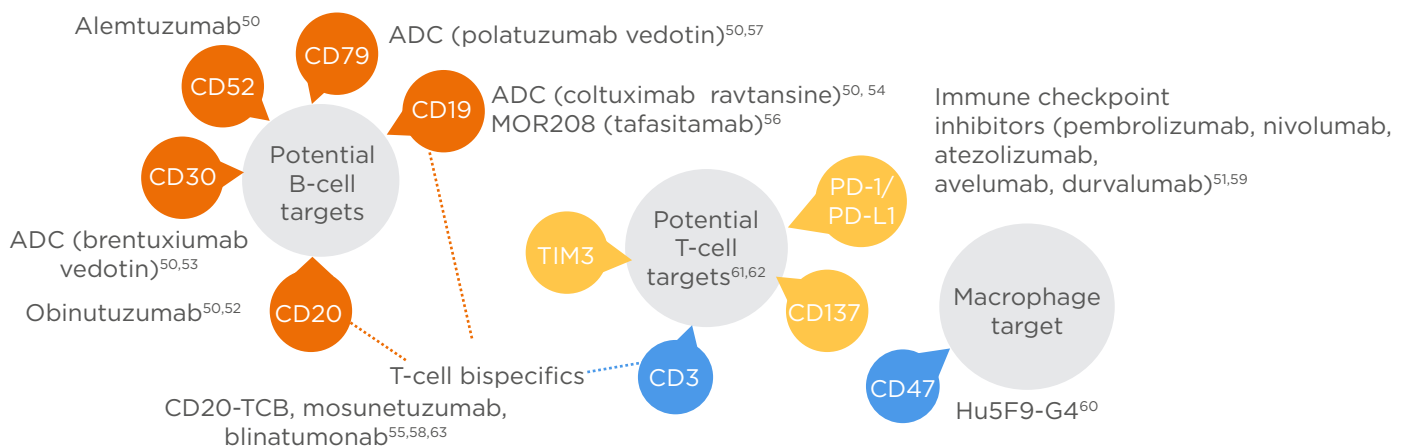 Alemtuzumab50
CD79
ADC (polatuzumab vedotin)50,57
CD52
CD19
ADC (coltuximab ravtansine)50, 54
MOR208 (tafasitamab)56
Potential
B-cell
targets
CD30
ADC (brentuxiumab
vedotin)50,53
Obinutuzumab50,52
CD20
T-cell bispecifics
CD20-TCB, mosunetuzumab,
blinatumonab55,58,63
Immune checkpoint
inhibitors (pembrolizumab, nivolumab,
atezolizumab,
avelumab, durvalumab)51,59
PD-1/
PD-L1
Potential
T-cell
targets61,62
TIM3
CD137
CD3
Macrophage
target
CD47
Hu5F9-G460